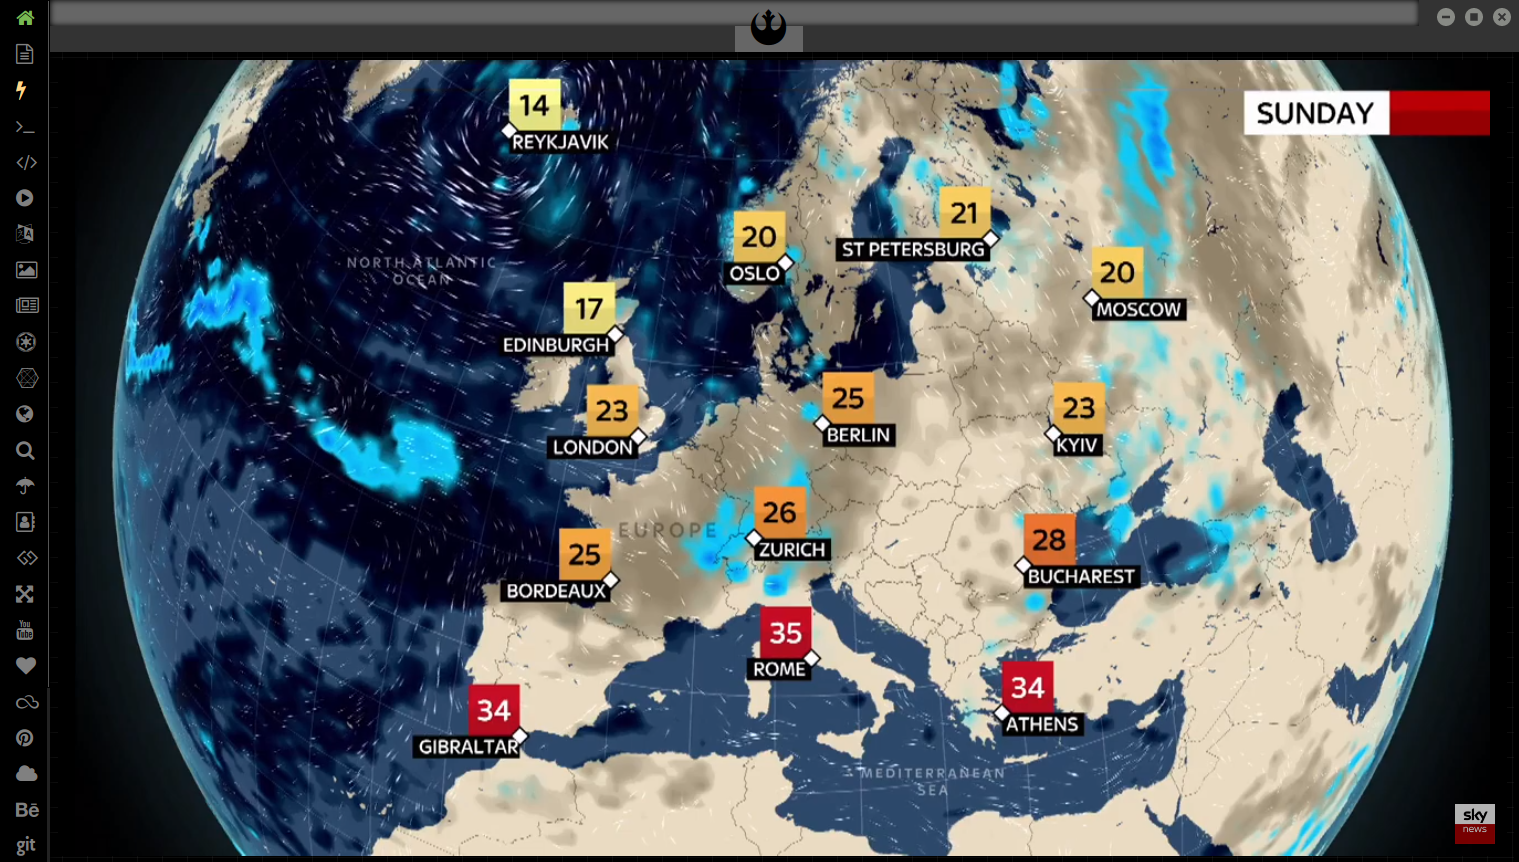 SUNDAY
14
REYKJAVIK
NORTH ATLANTIC
OCEAN
20
OSLO
21
ST PETERSBURG
20
MOSCOW
17
EDINBURGH
23
LONDON
25
BERLIN
23
KYIV
EUROPE
26
ZURICH
28
BUCHAREST
25
BORDEAUX
35
ROME
34
ATHENS
34
GIBRALTAR
MEDITERRANEAN
SEA
sky
news
You
Tube
Bē
git